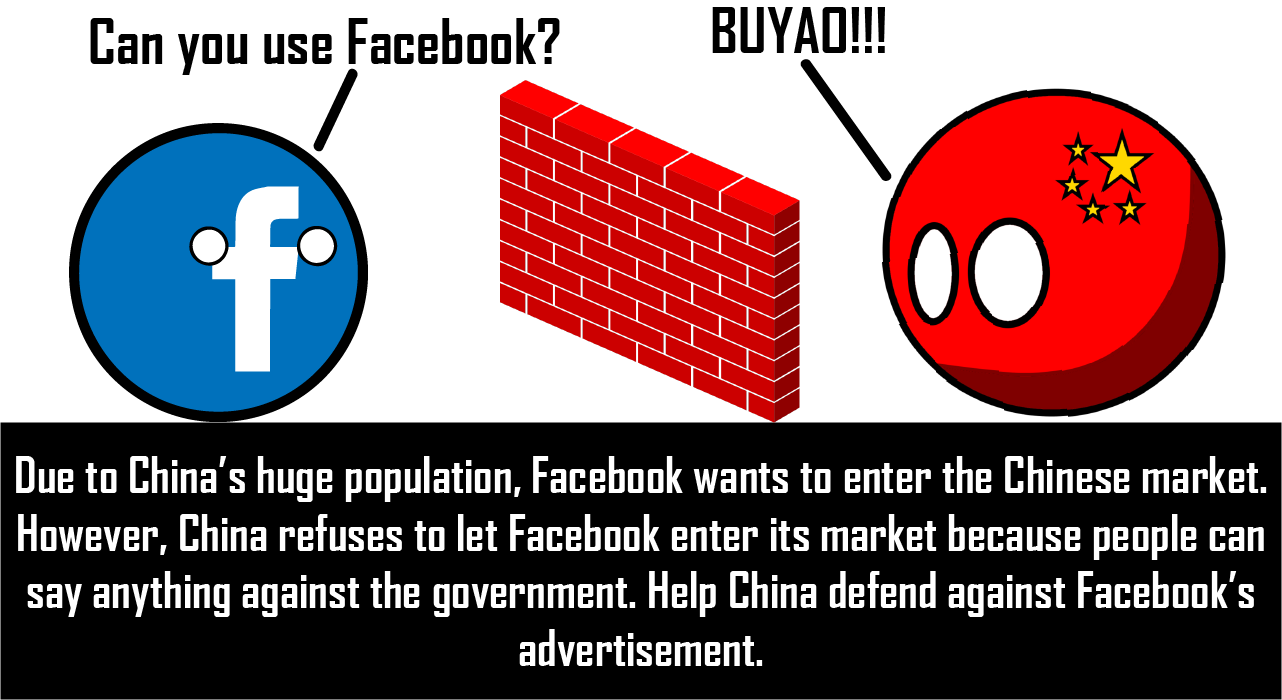 Can you use Facebook?
BUYAO!!!
f
Due to China's huge population, Facebook wants to enter the Chinese market.
However, China refuses to let Facebook enter its market because people can
say anything against the government. Help China defend against Facebook's
advertisement.